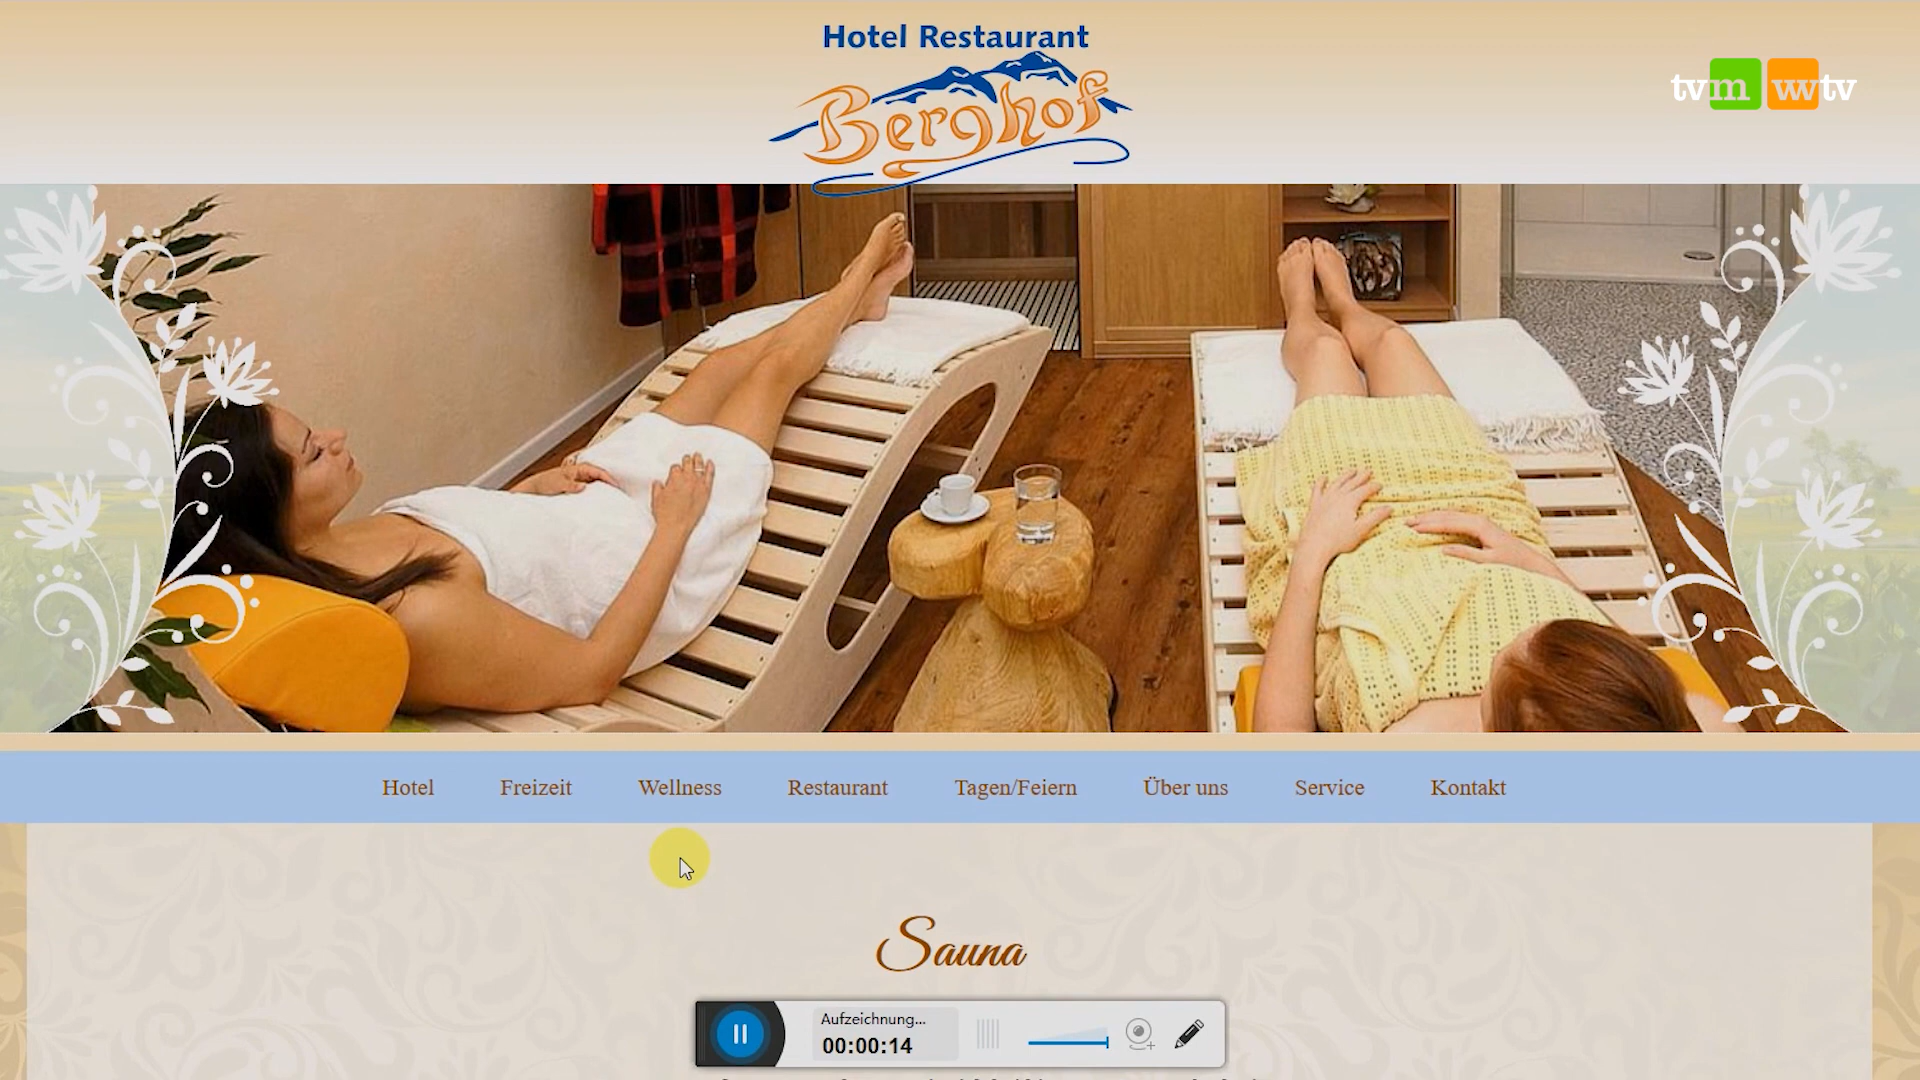 Hotel Restaurant
Berghof
tvm wwtv
Hotel Freizeit Wellness Restaurant Tagen/Feiern Über uns Service Kontakt
Sauna
Aufzeichnung...
00:00:14